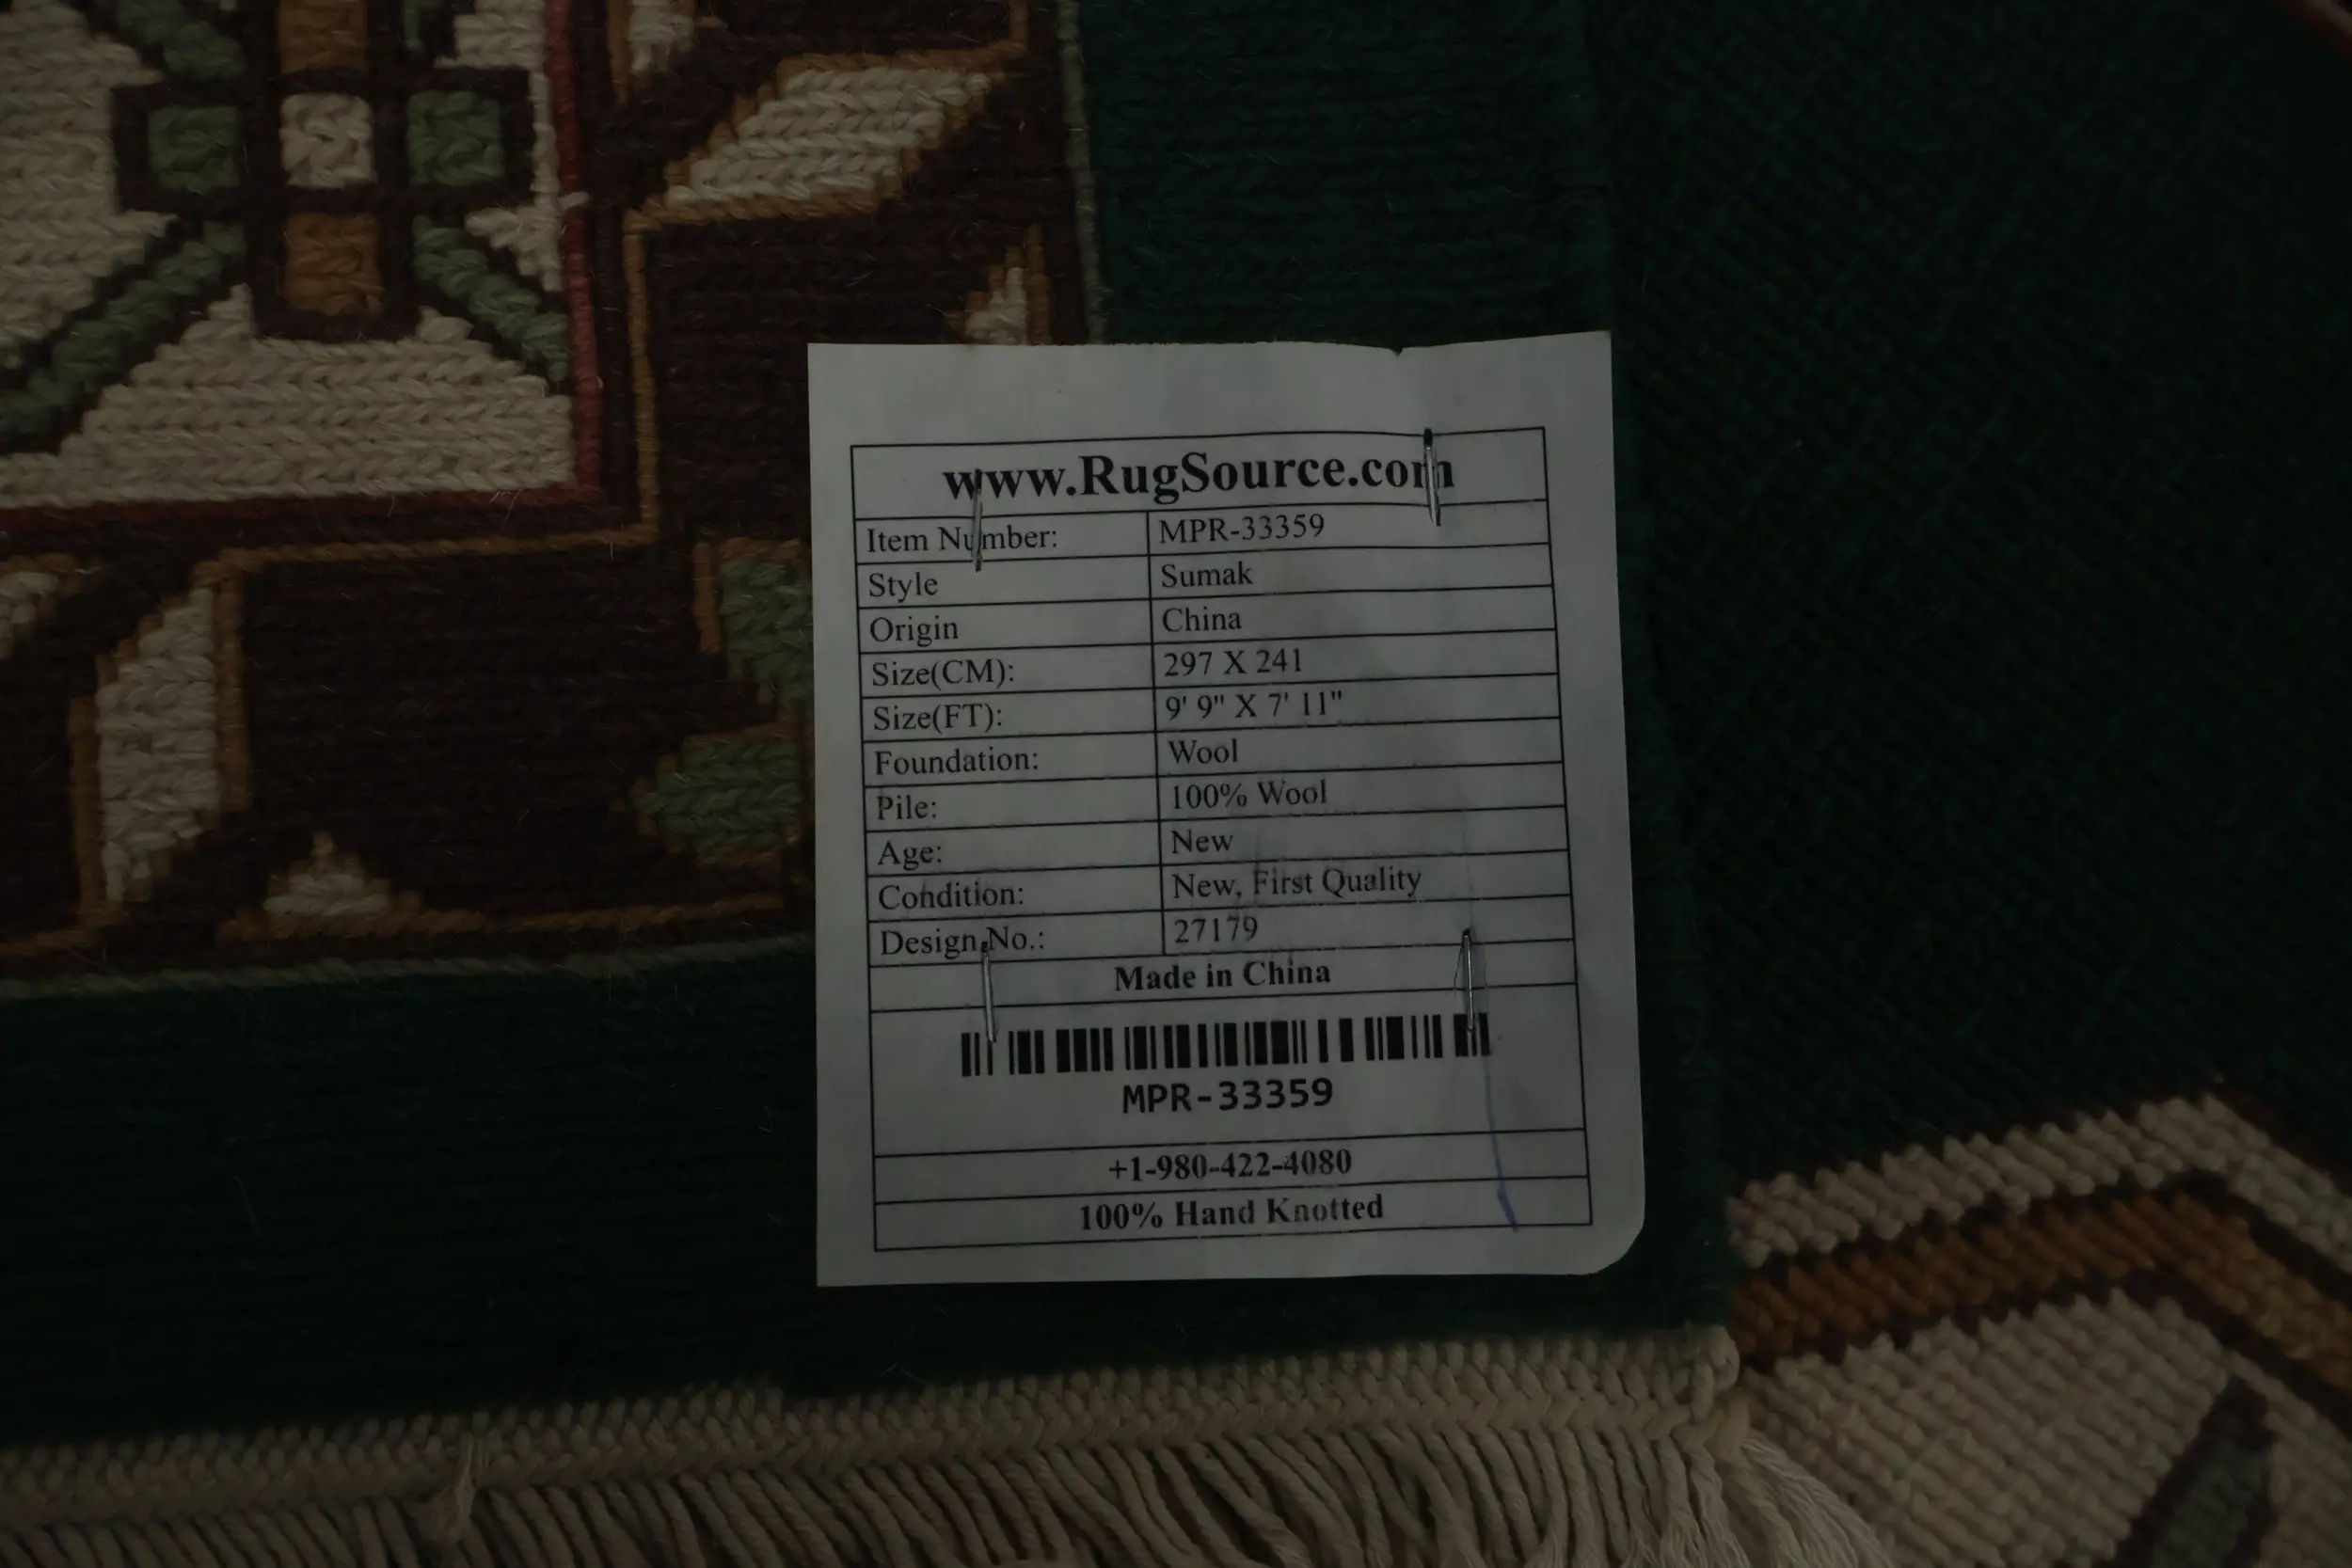 www.RugSource.com
Item Number: MPR-33359
Style Sumak
Origin China
Size(CM): 297 X 241
Size(FT): 9' 9" X 7' 11"
Foundation: Wool
Pile: 100% Wool
Age: New
Condition: New, First Quality
Design No.: 27179
Made in China
MPR-33359
+1-980-422-4080
100% Hand Knotted